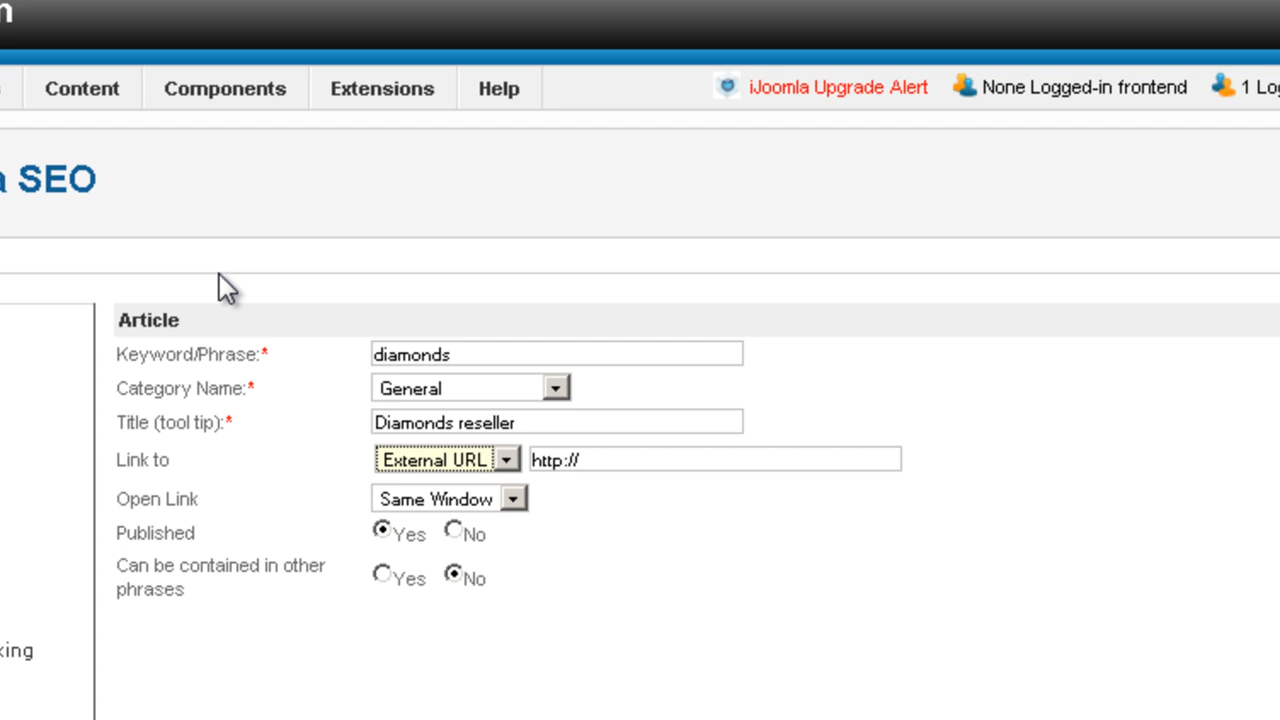 n
Content Components Extensions Help iJoomla Upgrade Alert None Logged-in frontend 1 Log
a SEO
Article
Keyword/Phrase:* diamonds
Category Name:* General
Title (tool tip):* Diamonds reseller
Link to External URL http://
Open Link Same Window
Published Yes No
Can be contained in other Yes No
phrases
king